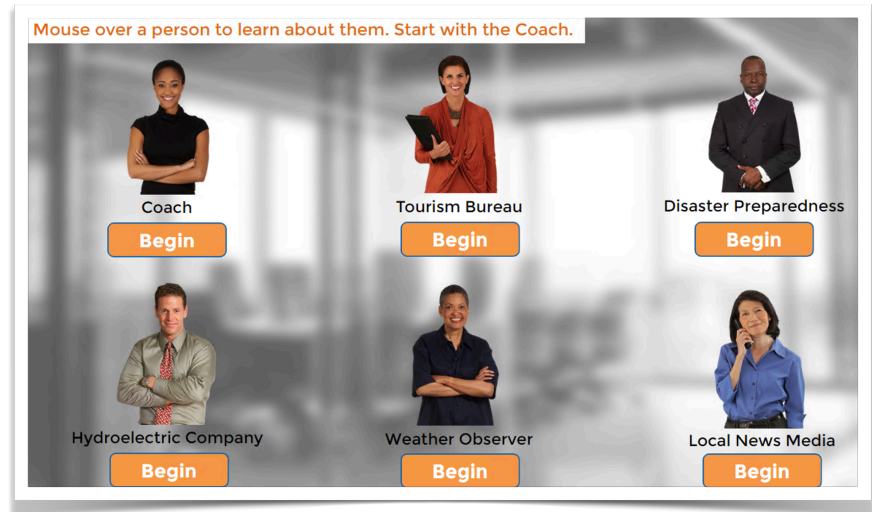 Mouse over a person to learn about them. Start with the Coach.
Coach
Tourism Bureau
Disaster Preparedness
Begin
Begin
Begin
Hydroelectric Company
Weather Observer
Local News Media
Begin
Begin
Begin